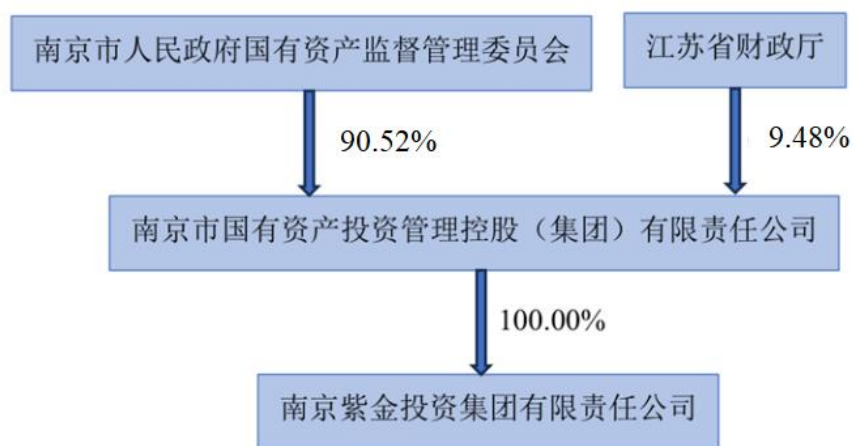 南京市人民政府国有资产监督管理委员会
江苏省财政厅
90.52%
9.48%
南京市国有资产投资管理控股（集团）有限责任公司
100.00%
南京紫金投资集团有限责任公司